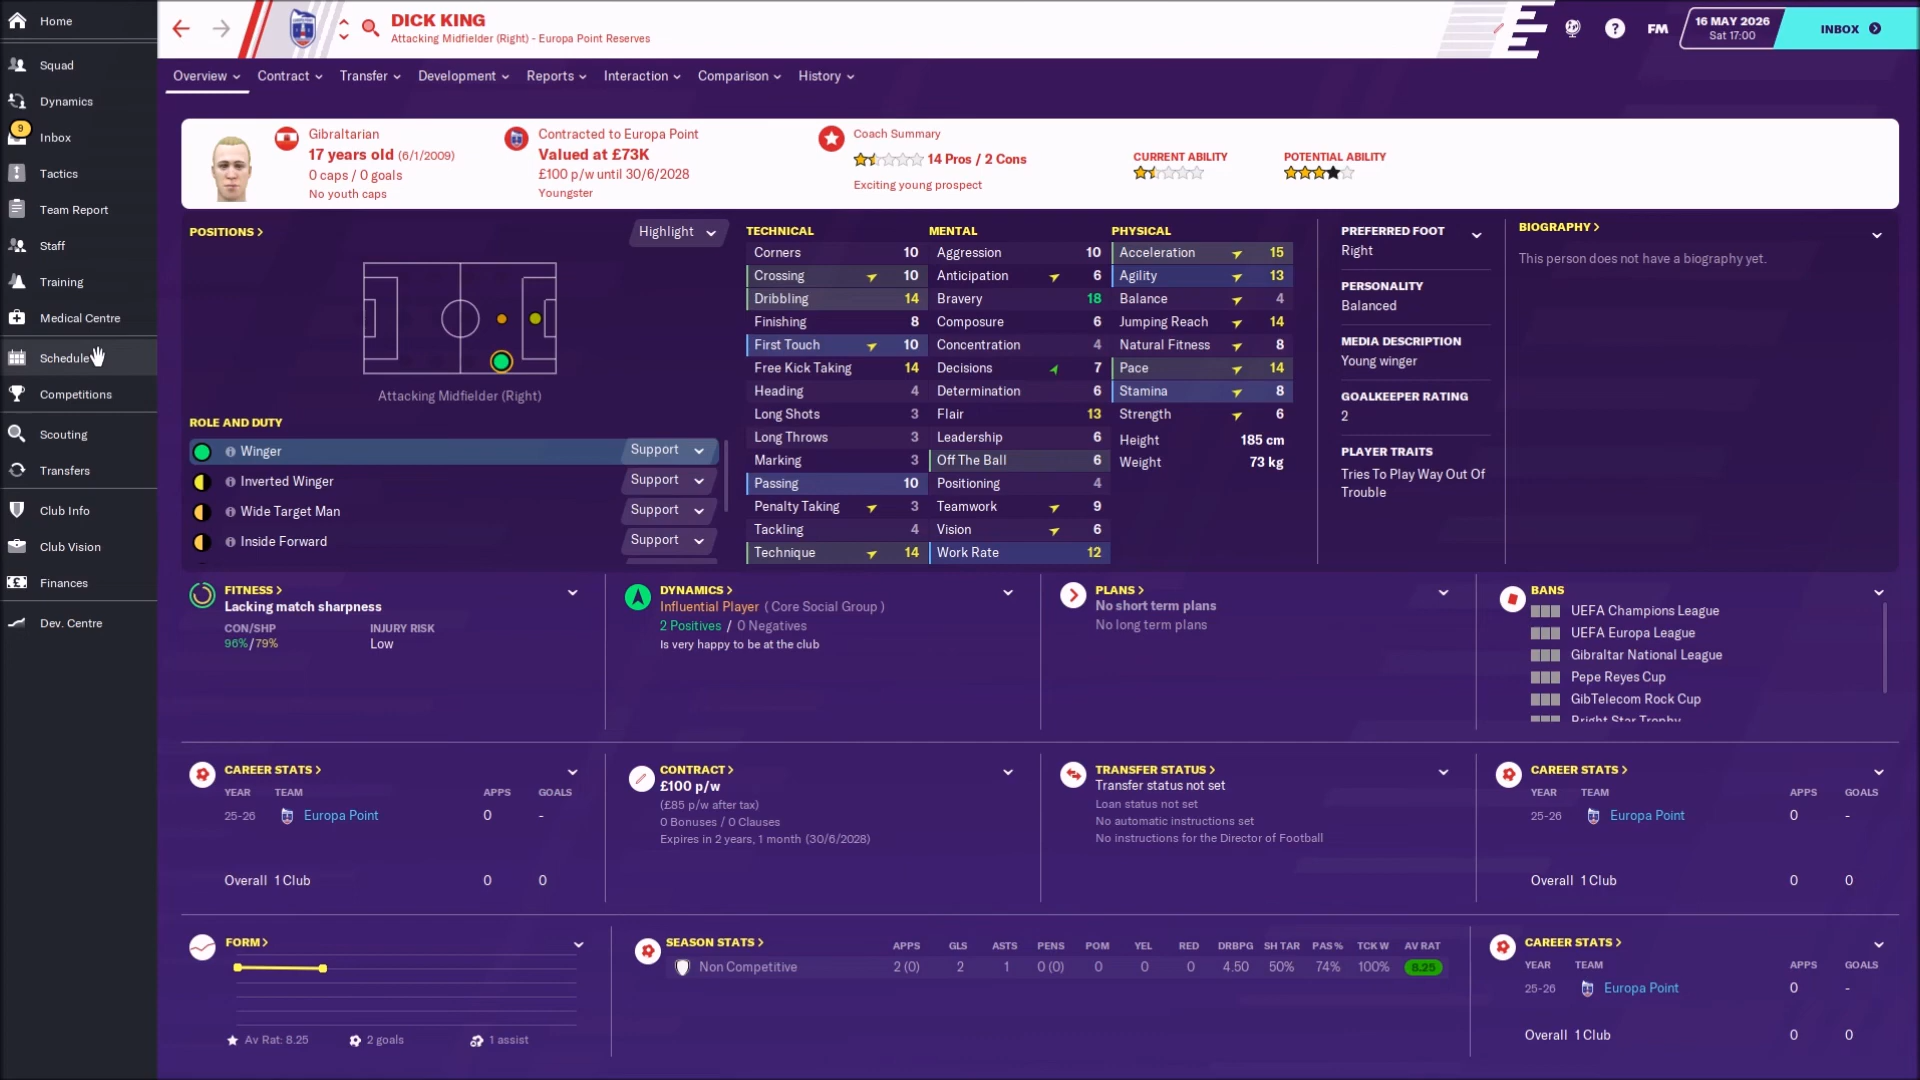 Home
Squad
Dynamics
9
Inbox
Tactics
Team Report
Staff
Training
Medical Centre
Schedule
Competitions
Scouting
Transfers
Club Info
Club Vision
Finances
Dev. Centre
DICK KING
Attacking Midfielder (Right) - Europa Point Reserves
FM
16 MAY 2026
Sat 17:00
INBOX
Overview
Contract
Transfer
Development
Reports
Interaction
Comparison
History
Gibraltarian
17 years old (6/1/2009)
0 caps / 0 goals
No youth caps
Contracted to Europa Point
Valued at £73K
£100 p/w until 30/6/2028
Youngster
Coach Summary
14 Pros / 2 Cons
Exciting young prospect
CURRENT ABILITY
POTENTIAL ABILITY
POSITIONS >
Highlight
Attacking Midfielder (Right)
ROLE AND DUTY
Winger Support
Inverted Winger Support
Wide Target Man Support
Inside Forward Support
TECHNICAL
Corners 10
Crossing 10
Dribbling 14
Finishing 8
First Touch 10
Free Kick Taking 14
Heading 4
Long Shots 3
Long Throws 3
Marking 3
Passing 10
Penalty Taking 3
Tackling 4
Technique 14
MENTAL
Aggression 10
Anticipation 6
Bravery 18
Composure 6
Concentration 4
Decisions 7
Determination 6
Flair 13
Leadership 6
Off The Ball 6
Positioning 4
Teamwork 9
Vision 6
Work Rate 12
PHYSICAL
Acceleration 15
Agility 13
Balance 4
Jumping Reach 14
Natural Fitness 8
Pace 14
Stamina 8
Strength 6
Height 185 cm
Weight 73 kg
PREFERRED FOOT
Right
PERSONALITY
Balanced
MEDIA DESCRIPTION
Young winger
GOALKEEPER RATING
2
PLAYER TRAITS
Tries To Play Way Out Of
Trouble
BIOGRAPHY >
This person does not have a biography yet.
FITNESS >
Lacking match sharpness
CON/SHP INJURY RISK
96%/79% Low
DYNAMICS >
Influential Player ( Core Social Group )
2 Positives / 0 Negatives
Is very happy to be at the club
PLANS >
No short term plans
No long term plans
BANS
UEFA Champions League
UEFA Europa League
Gibraltar National League
Pepe Reyes Cup
GibTelecom Rock Cup
Bright Star Trophy
CAREER STATS >
YEAR TEAM APPS GOALS
25-26 Europa Point 0 -
Overall 1 Club 0 0
CONTRACT >
£100 p/w
(£85 p/w after tax)
0 Bonuses / 0 Clauses
Expires in 2 years, 1 month (30/6/2028)
TRANSFER STATUS >
Transfer status not set
Loan status not set
No automatic instructions set
No instructions for the Director of Football
CAREER STATS >
YEAR TEAM APPS GOALS
25-26 Europa Point 0 -
Overall 1 Club 0 0
FORM >
Av Rat: 8.25 2 goals 1 assist
SEASON STATS > APPS GLS ASTS PENS POM YEL RED DRBPG SH TAR PAS % TCK W AV RAT
Non Competitive 2 (0) 2 1 0 (0) 0 0 0 4.50 50% 74% 100% 8.25
CAREER STATS >
YEAR TEAM APPS GOALS
25-26 Europa Point 0 -
Overall 1 Club 0 0